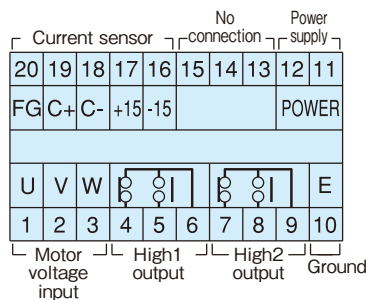 No
connection
Power
supply
Current sensor
20 19 18 17 16 15 14 13 12 11
FG C+ C- +15 -15 POWER
U V W E
1 2 3 4 5 6 7 8 9 10
Motor
voltage
input
High1
output
High2
output
Ground